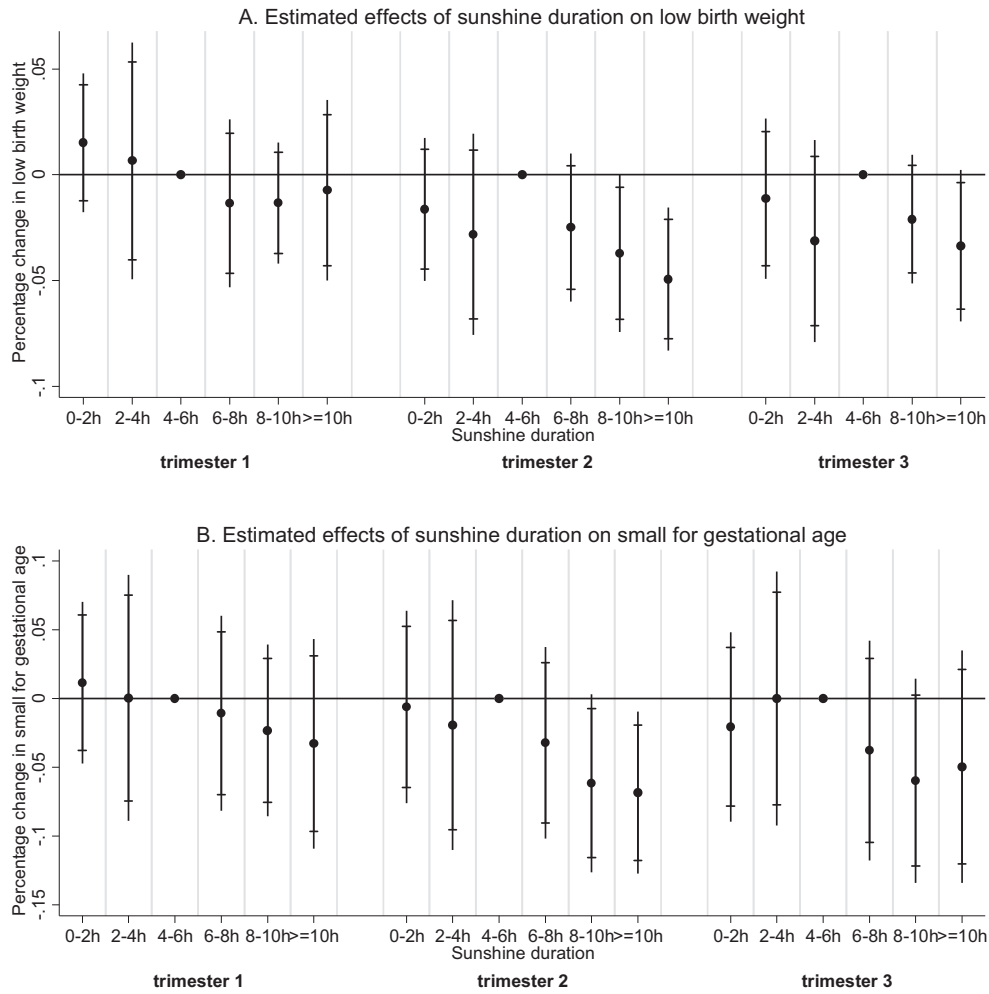 A. Estimated effects of sunshine duration on low birth weight
Percentage change in low birth weight
.05
0
-.05
-.1
0-2h 2-4h 4-6h 6-8h 8-10h >=10h 0-2h 2-4h 4-6h 6-8h 8-10h >=10h 0-2h 2-4h 4-6h 8-10h >=10h
Sunshine duration
trimester 1 trimester 2 trimester 3
B. Estimated effects of sunshine duration on small for gestational age
Percentage change in small for gestational age
.1
.05
0
-.05
-.1
-.15
0-2h 2-4h 4-6h 6-8h 8-10h >=10h 0-2h 2-4h 4-6h 6-8h 8-10h >=10h 0-2h 2-4h 4-6h 6-8h 8-10h >=10h
Sunshine duration
trimester 1 trimester 2 trimester 3